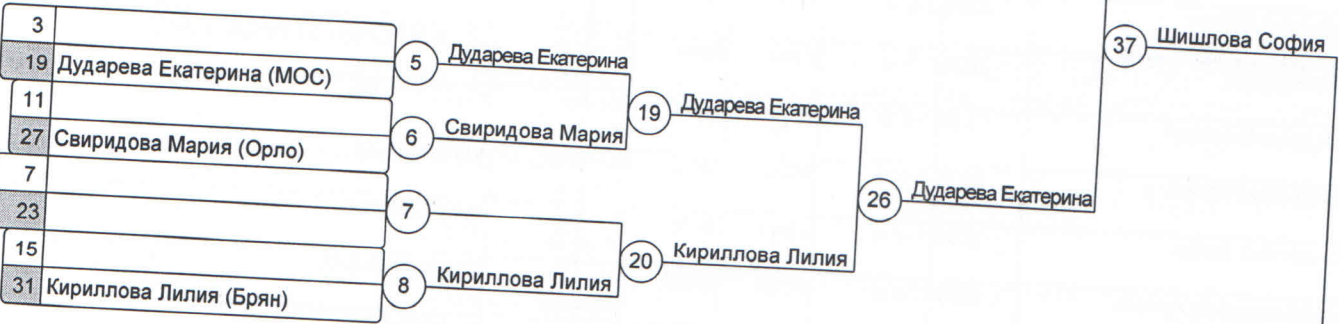 3
19 Дударева Екатерина (МОС)
5 Дударева Екатерина
11
27 Свиридова Мария (Орло)
6 Свиридова Мария
19 Дударева Екатерина
7
23
7
15
31 Кириллова Лилия (Брян)
8 Кириллова Лилия
20 Кириллова Лилия
26 Дударева Екатерина
37 Шишлова София